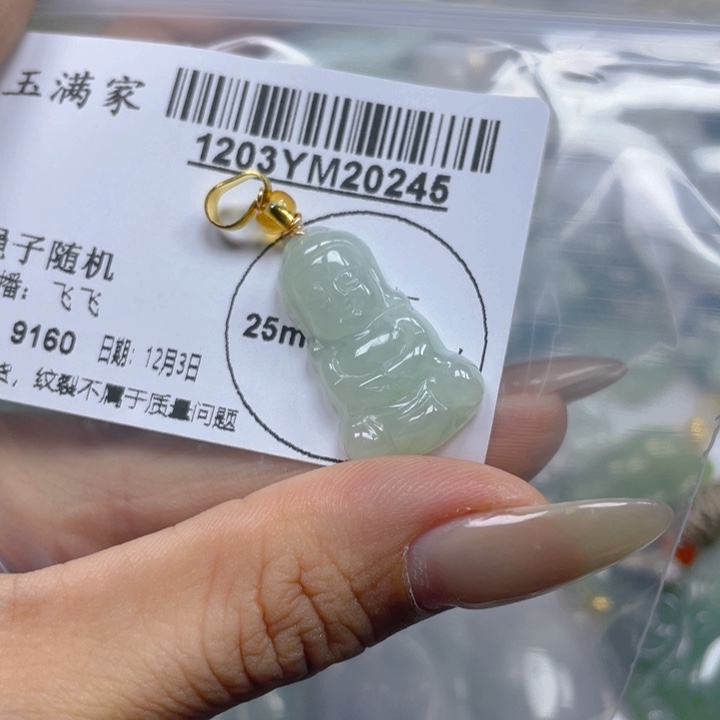 玉满家
1203YM20245
25m
子随机
播：飞飞
9160 日期：12月3日
，纹裂不属于质量问题